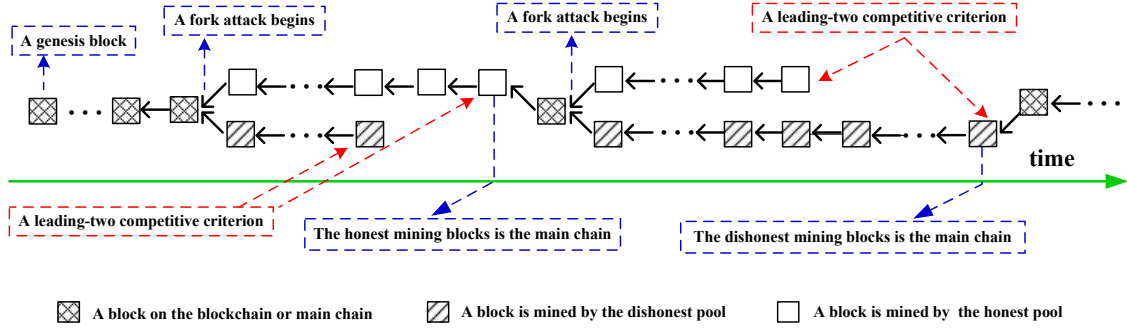 A fork attack begins
A fork attack begins
A leading-two competitive criterion
A genesis block
time
A leading-two competitive criterion
The honest mining blocks is the main chain
The dishonest mining blocks is the main chain
A block on the blockchain or main chain
A block is mined by the dishonest pool
A block is mined by the honest pool